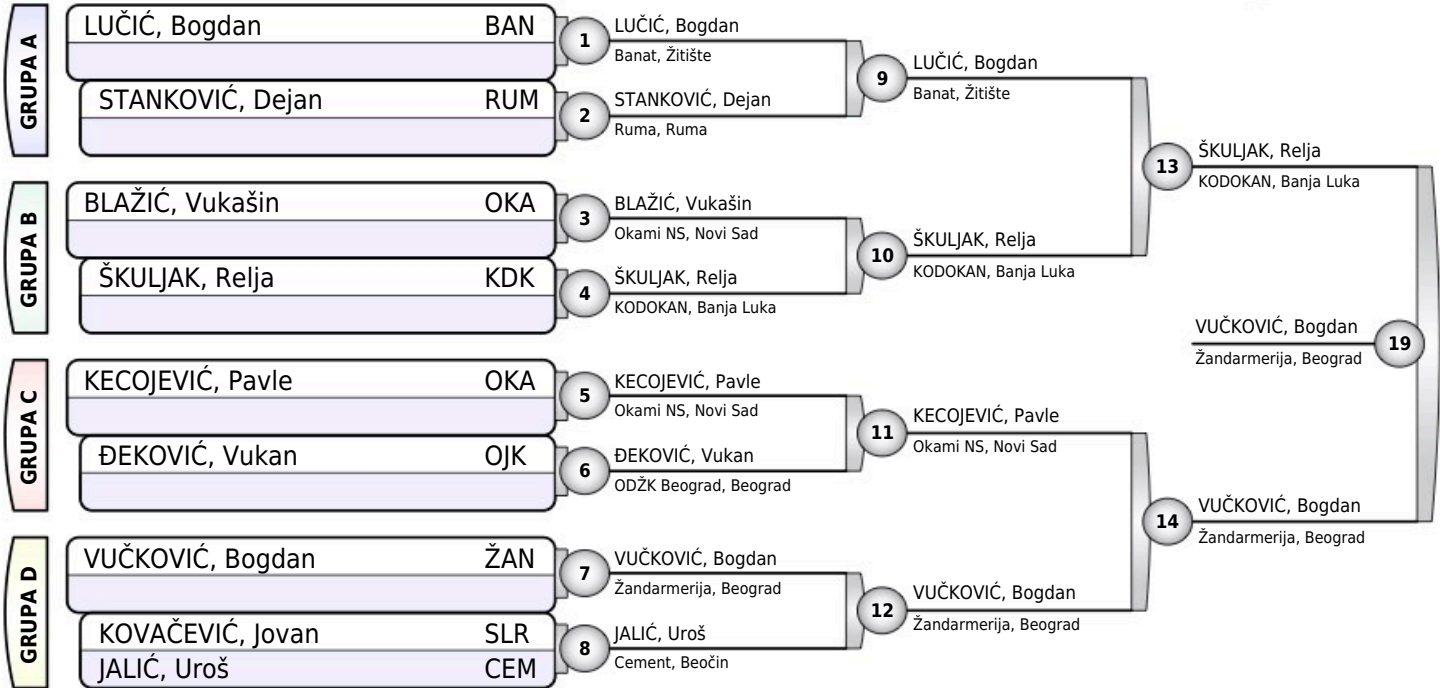 GRUPA A
LUČIĆ, Bogdan BAN
STANKOVIĆ, Dejan RUM
GRUPA B
BLAŽIĆ, Vukašin OKA
ŠKULJAK, Relja KDK
GRUPA C
KECOJEVIĆ, Pavle OKA
ĐEKOVIĆ, Vukan OJK
GRUPA D
VUČKOVIĆ, Bogdan ŽAN
KOVAČEVIĆ, Jovan SLR
JALIĆ, Uroš CEM
1
LUČIĆ, Bogdan
Banat, Žitište
2
STANKOVIĆ, Dejan
Ruma, Ruma
3
BLAŽIĆ, Vukašin
Okami NS, Novi Sad
4
ŠKULJAK, Relja
KODOKAN, Banja Luka
5
KECOJEVIĆ, Pavle
Okami NS, Novi Sad
6
ĐEKOVIĆ, Vukan
ODŽK Beograd, Beograd
7
VUČKOVIĆ, Bogdan
Žandarmerija, Beograd
8
JALIĆ, Uroš
Cement, Beočin
9
LUČIĆ, Bogdan
Banat, Žitište
10
ŠKULJAK, Relja
KODOKAN, Banja Luka
11
KECOJEVIĆ, Pavle
Okami NS, Novi Sad
12
VUČKOVIĆ, Bogdan
Žandarmerija, Beograd
13
ŠKULJAK, Relja
KODOKAN, Banja Luka
14
VUČKOVIĆ, Bogdan
Žandarmerija, Beograd
VUČKOVIĆ, Bogdan
Žandarmerija, Beograd
19